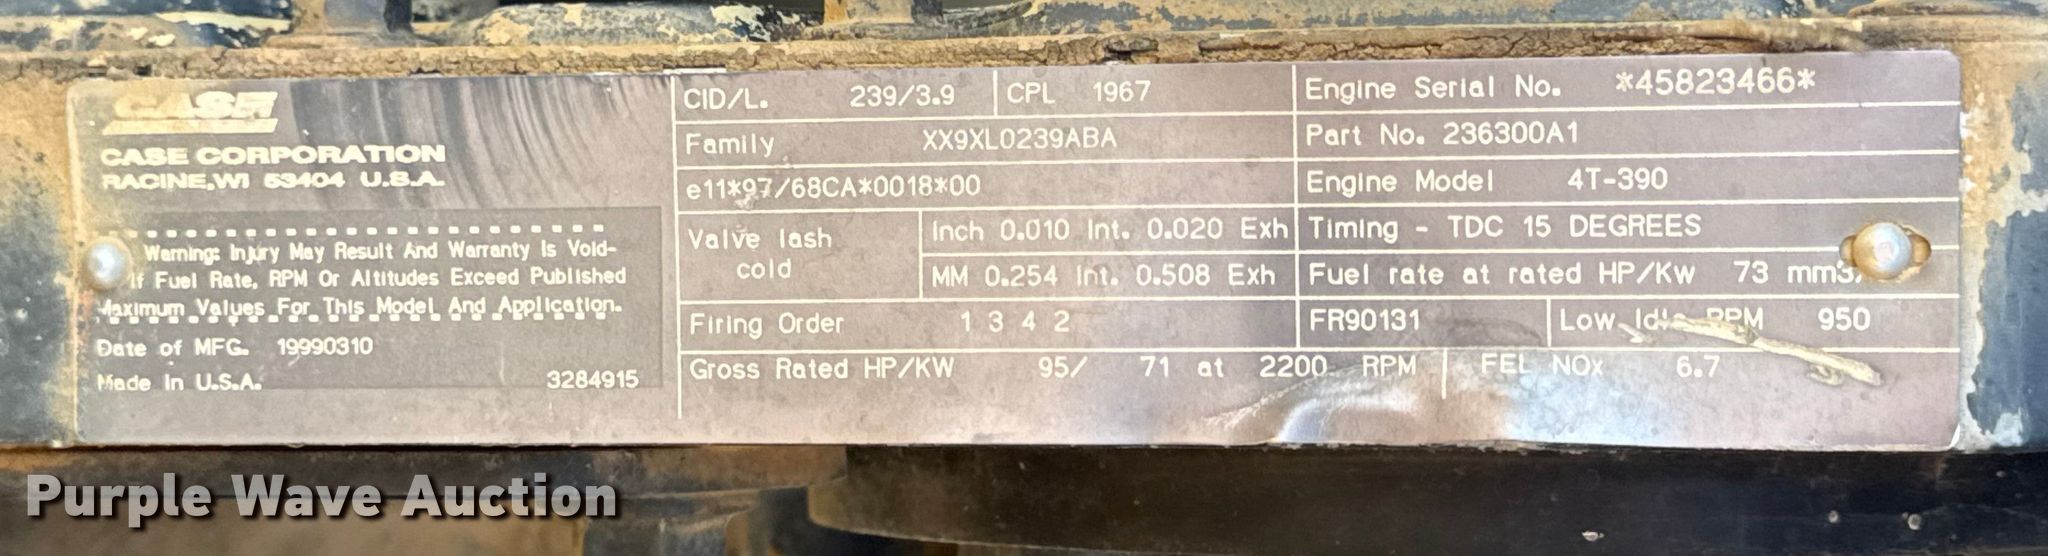 CASE
CASE CORPORATION
RACINE,WI 53404 U.S.A.
Warning: Injury May Result And Warranty Is Void-
If Fuel Rate, RPM Or Altitudes Exceed Published
Maximum Values For This Model And Application.
Date of MFG. 19990310
Made In U.S.A. 3284915
CID/L. 239/3.9 CPL 1967
Family XX9XL0239ABA
e11*97/68CA*0018*00
Valve lash
cold
Inch 0.010 Int. 0.020 Exh
MM 0.254 Int. 0.508 Exh
Firing Order 1 3 4 2
Gross Rated HP/KW 95/ 71 at 2200 RPM FEL NOx 6.7
Engine Serial No. *45823466*
Part No. 236300A1
Engine Model 4T-390
Timing - TDC 15 DEGREES
Fuel rate at rated HP/Kw 73 mm3/
FR90131 Low Idle RPM 950
Purple Wave Auction